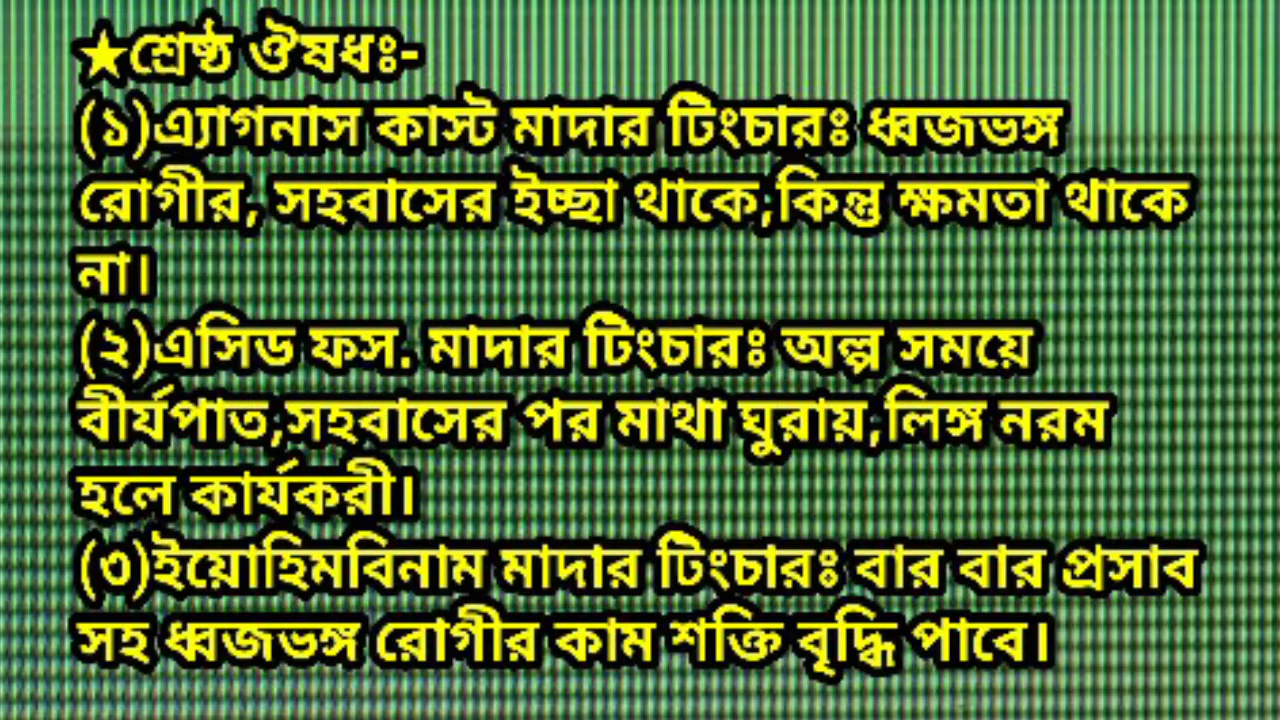 ★শ্রেষ্ঠ ঔষধঃ-
(১)এ্যাগনাস কাস্ট মাদার টিংচারঃ ধ্বজভঙ্গ
রোগীর, সহবাসের ইচ্ছা থাকে,কিন্তু ক্ষমতা থাকে
না।
(২)এসিড ফস. মাদার টিংচারঃ অল্প সময়ে
বীর্যপাত,সহবাসের পর মাথা ঘুরায়,লিঙ্গ নরম
হলে কার্যকরী।
(৩)ইয়োহিমবিনাম মাদার টিংচারঃ বার বার প্রসাব
সহ ধ্বজভঙ্গ রোগীর কাম শক্তি বৃদ্ধি পাবে।